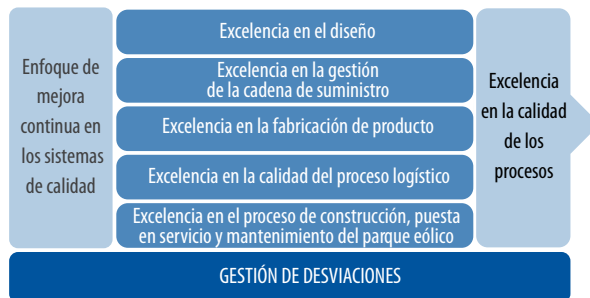 Enfoque de
mejora
continua en
los sistemas
de calidad
Excelencia en el diseño
Excelencia en la gestión
de la cadena de suministro
Excelencia en la fabricación de producto
Excelencia en la calidad del proceso logístico
Excelencia en el proceso de construcción, puesta
en servicio y mantenimiento del parque eólico
Excelencia
en la calidad
de los
procesos
GESTIÓN DE DESVIACIONES